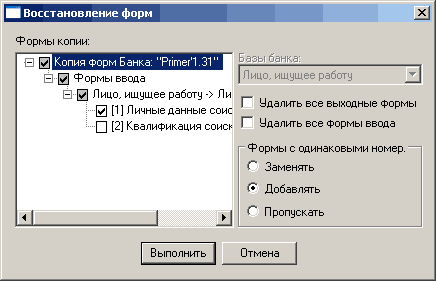 Восстановление форм
Формы копии:
Копия форм Банка: "Primer'1.31"
Формы ввода
Лицо, ищущее работу -> Ли
[1] Личные данные соис
[2] Квалификация соиск
Базы банка:
Лицо, ищущее работу
Удалить все выходные формы
Удалить все формы ввода
Формы с одинаковыми номер.
Заменять
Добавлять
Пропускать
Выполнить
Отмена